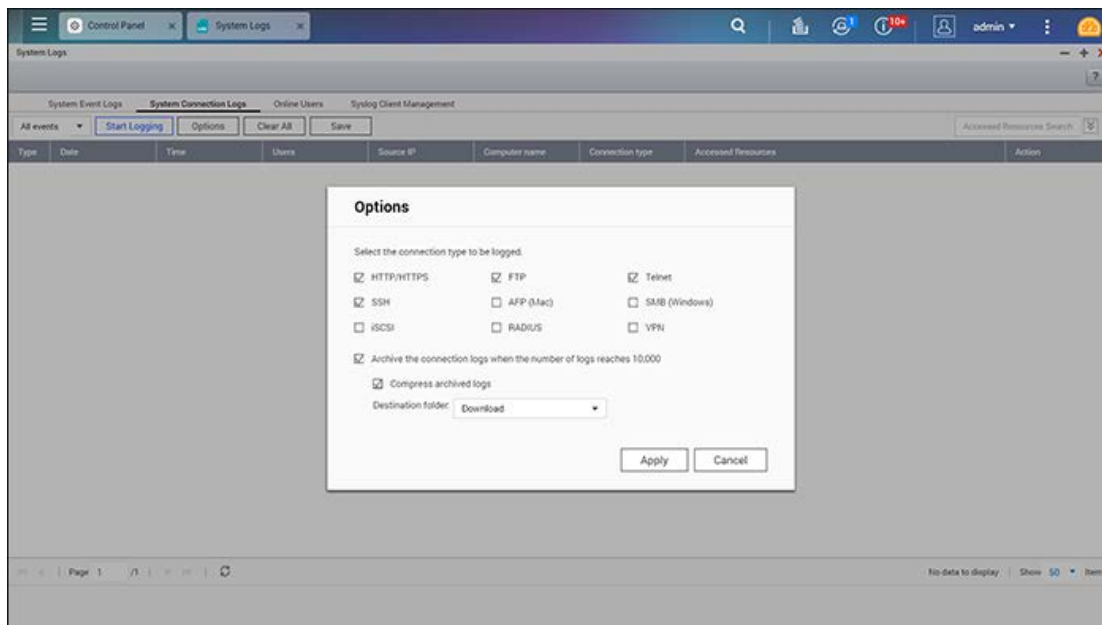 Control Panel × System Logs × 1 10+ admin
System Logs
System Event Logs System Connection Logs Online Users Syslog Client Management
All events Start Logging Options Clear All Save Accessed Resources Search
Type Date Time Users Source IP Computer name Connection type Accessed Resources Action
Options
Select the connection type to be logged.
HTTP/HTTPS FTP Telnet
SSH AFP (Mac) SMB (Windows)
iSCSI RADIUS VPN
Archive the connection logs when the number of logs reaches 10,000
Compress archived logs
Destination folder: Download
Apply Cancel
Page 1 /1 No data to display Show 50 Item